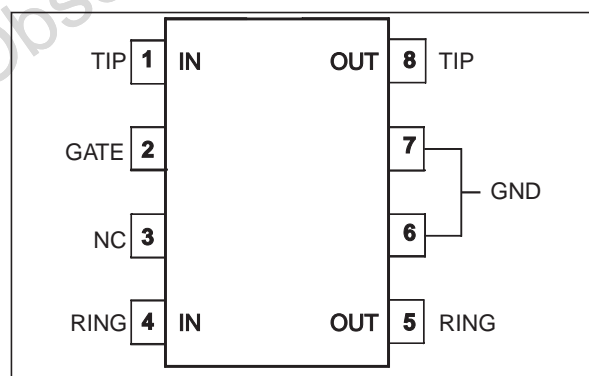 TIP 1 IN OUT 8 TIP
GATE 2 7
GND
NC 3 6
RING 4 IN OUT 5 RING